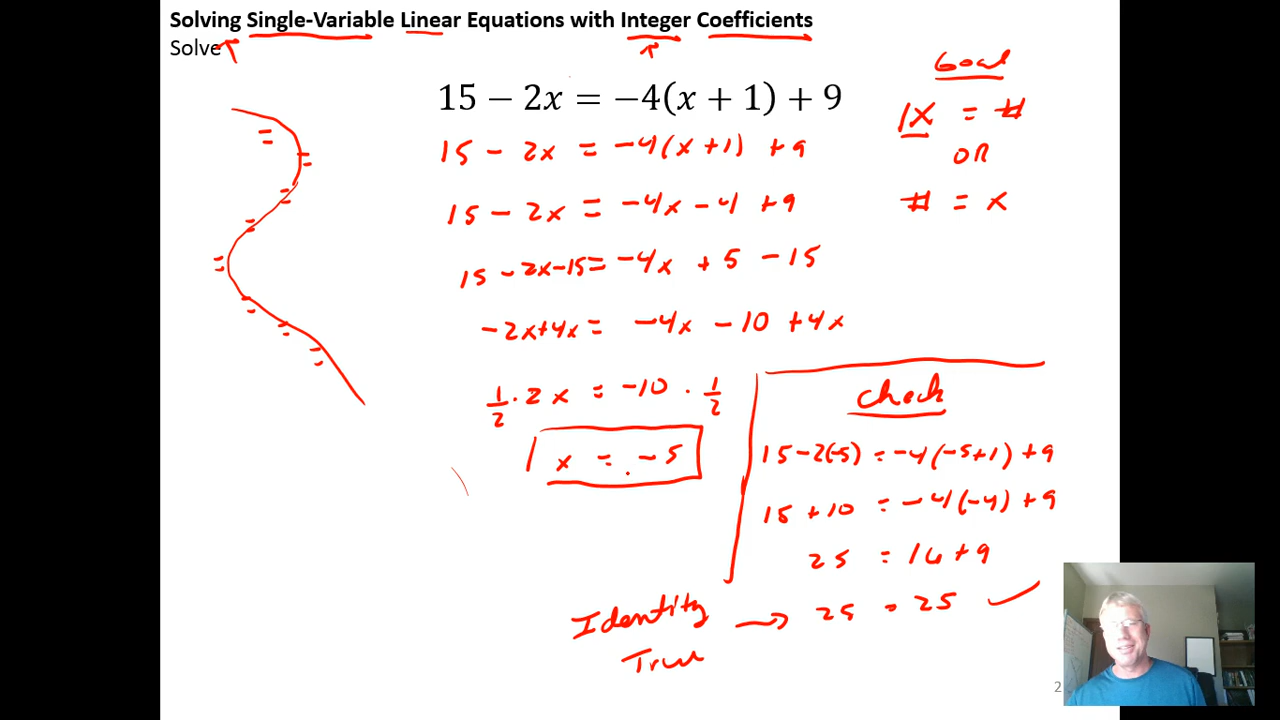 Solving Single-Variable Linear Equations with Integer Coefficients
Solve
15 − 2x = −4(x + 1) + 9
15 - 2x = -4(x+1) +9
15 - 2x = -4x -4 +9
15 -2x-15= -4x +5 -15
-2x+4x = -4x -10 +4x
1/2 · 2x = -10 · 1/2
x = -5
Goal
1x = #
OR
# = x
Check
15-2(-5) = -4(-5+1) +9
15 +10 = -4(-4) +9
25 = 16+9
25 = 25 ✓
Identity →
True
2